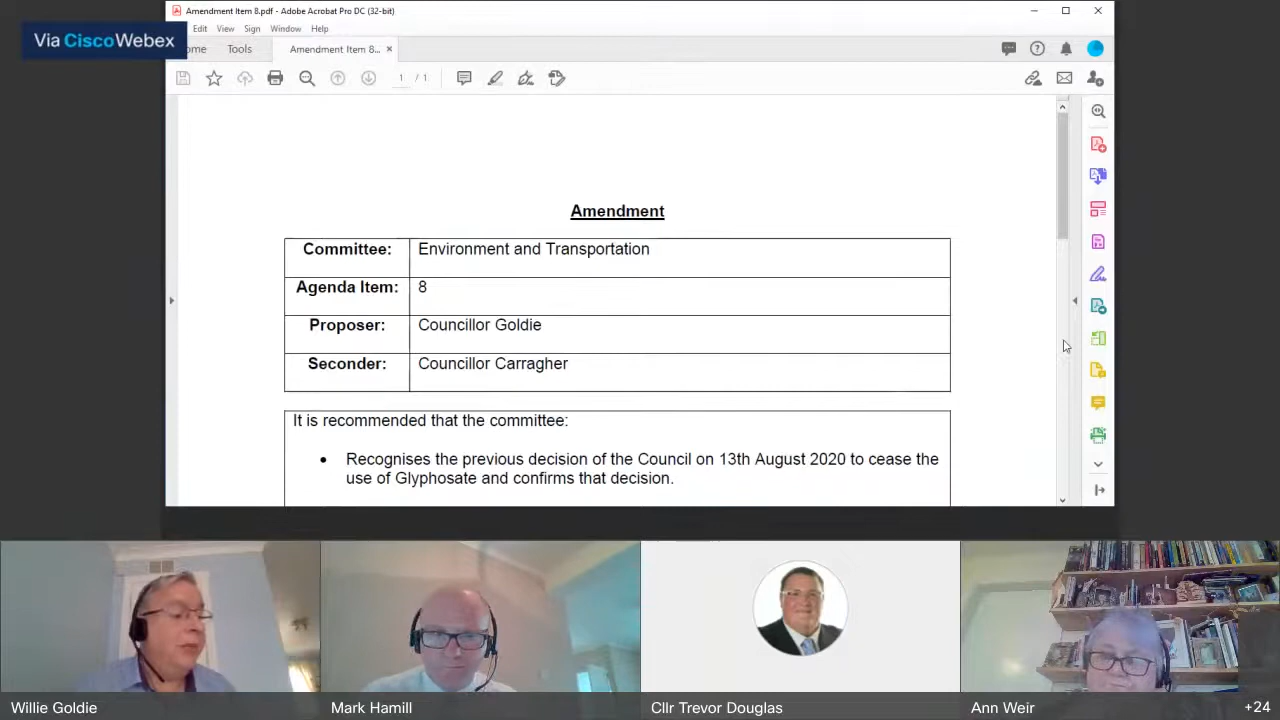 Amendment Item 8.pdf - Adobe Acrobat Pro DC (32-bit)
Via CiscoWebex
Edit View Sign Window Help
ome Tools Amendment Item 8... ×
1 / 1
Amendment
Committee: Environment and Transportation
Agenda Item: 8
Proposer: Councillor Goldie
Seconder: Councillor Carragher
It is recommended that the committee:
• Recognises the previous decision of the Council on 13th August 2020 to cease the
use of Glyphosate and confirms that decision.
Willie Goldie
Mark Hamill
Cllr Trevor Douglas
Ann Weir
+24